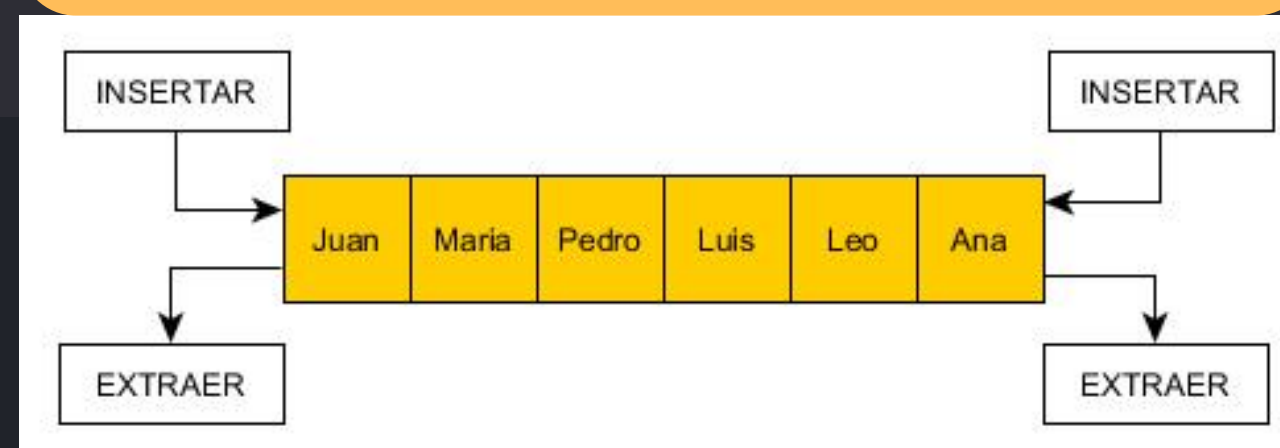 INSERTAR
INSERTAR
Juan Maria Pedro Luis Leo Ana
EXTRAER
EXTRAER